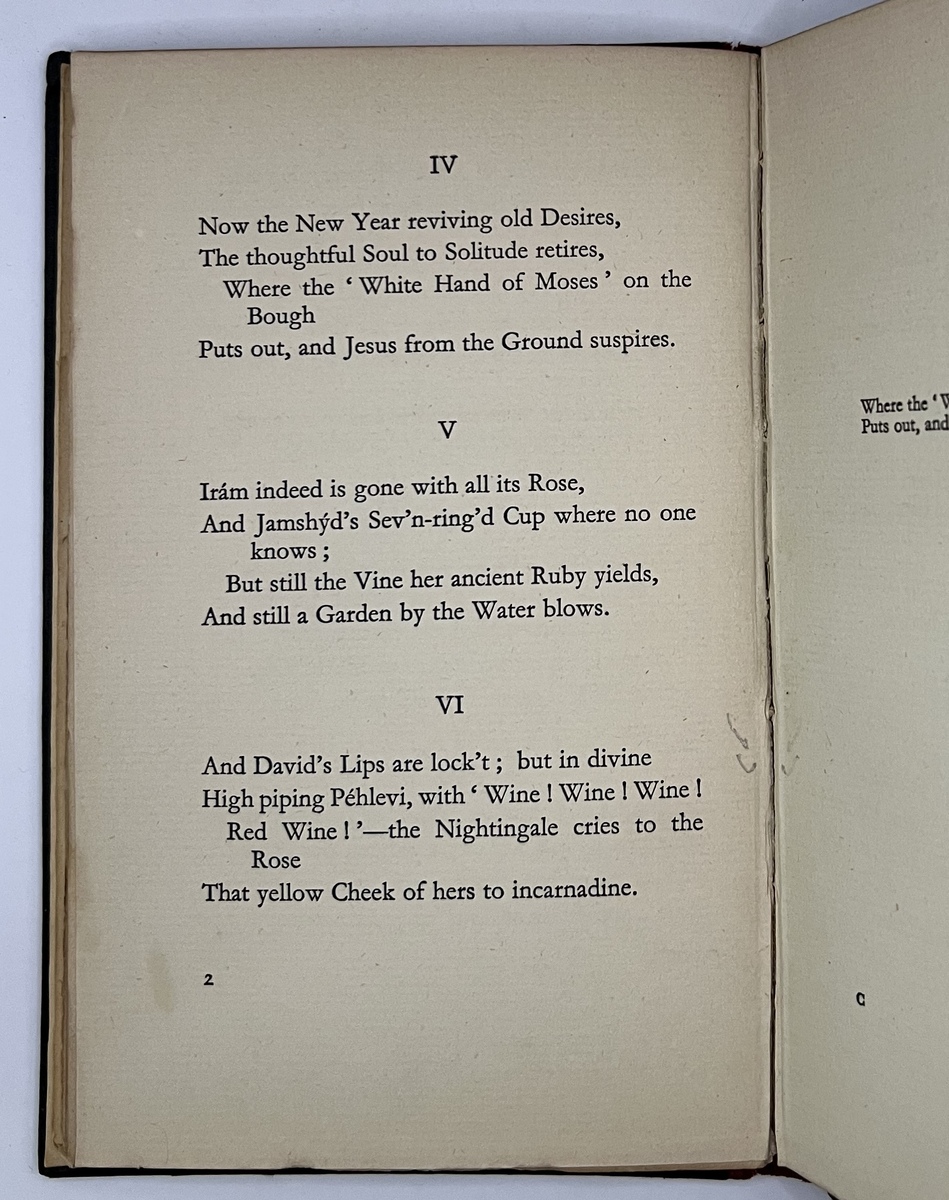 IV
Now the New Year reviving old Desires,
The thoughtful Soul to Solitude retires,
Where the ‘ White Hand of Moses ’ on the
Bough
Puts out, and Jesus from the Ground suspires.
V
Irám indeed is gone with all its Rose,
And Jamshýd’s Sev’n-ring’d Cup where no one
knows ;
But still the Vine her ancient Ruby yields,
And still a Garden by the Water blows.
VI
And David’s Lips are lock’t ; but in divine
High piping Péhlevi, with ‘ Wine ! Wine ! Wine !
Red Wine ! ’—the Nightingale cries to the
Rose
That yellow Cheek of hers to incarnadine.
2
Where the ‘
Puts out, and
C